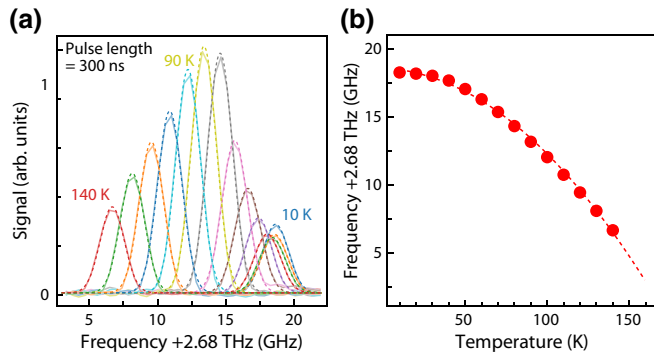 (a)
Pulse length
= 300 ns
90 K
140 K
10 K
Signal (arb. units)
1
0
5
10
15
20
Frequency +2.68 THz (GHz)
(b)
Frequency +2.68 THz (GHz)
20
15
10
5
50
100
150
Temperature (K)